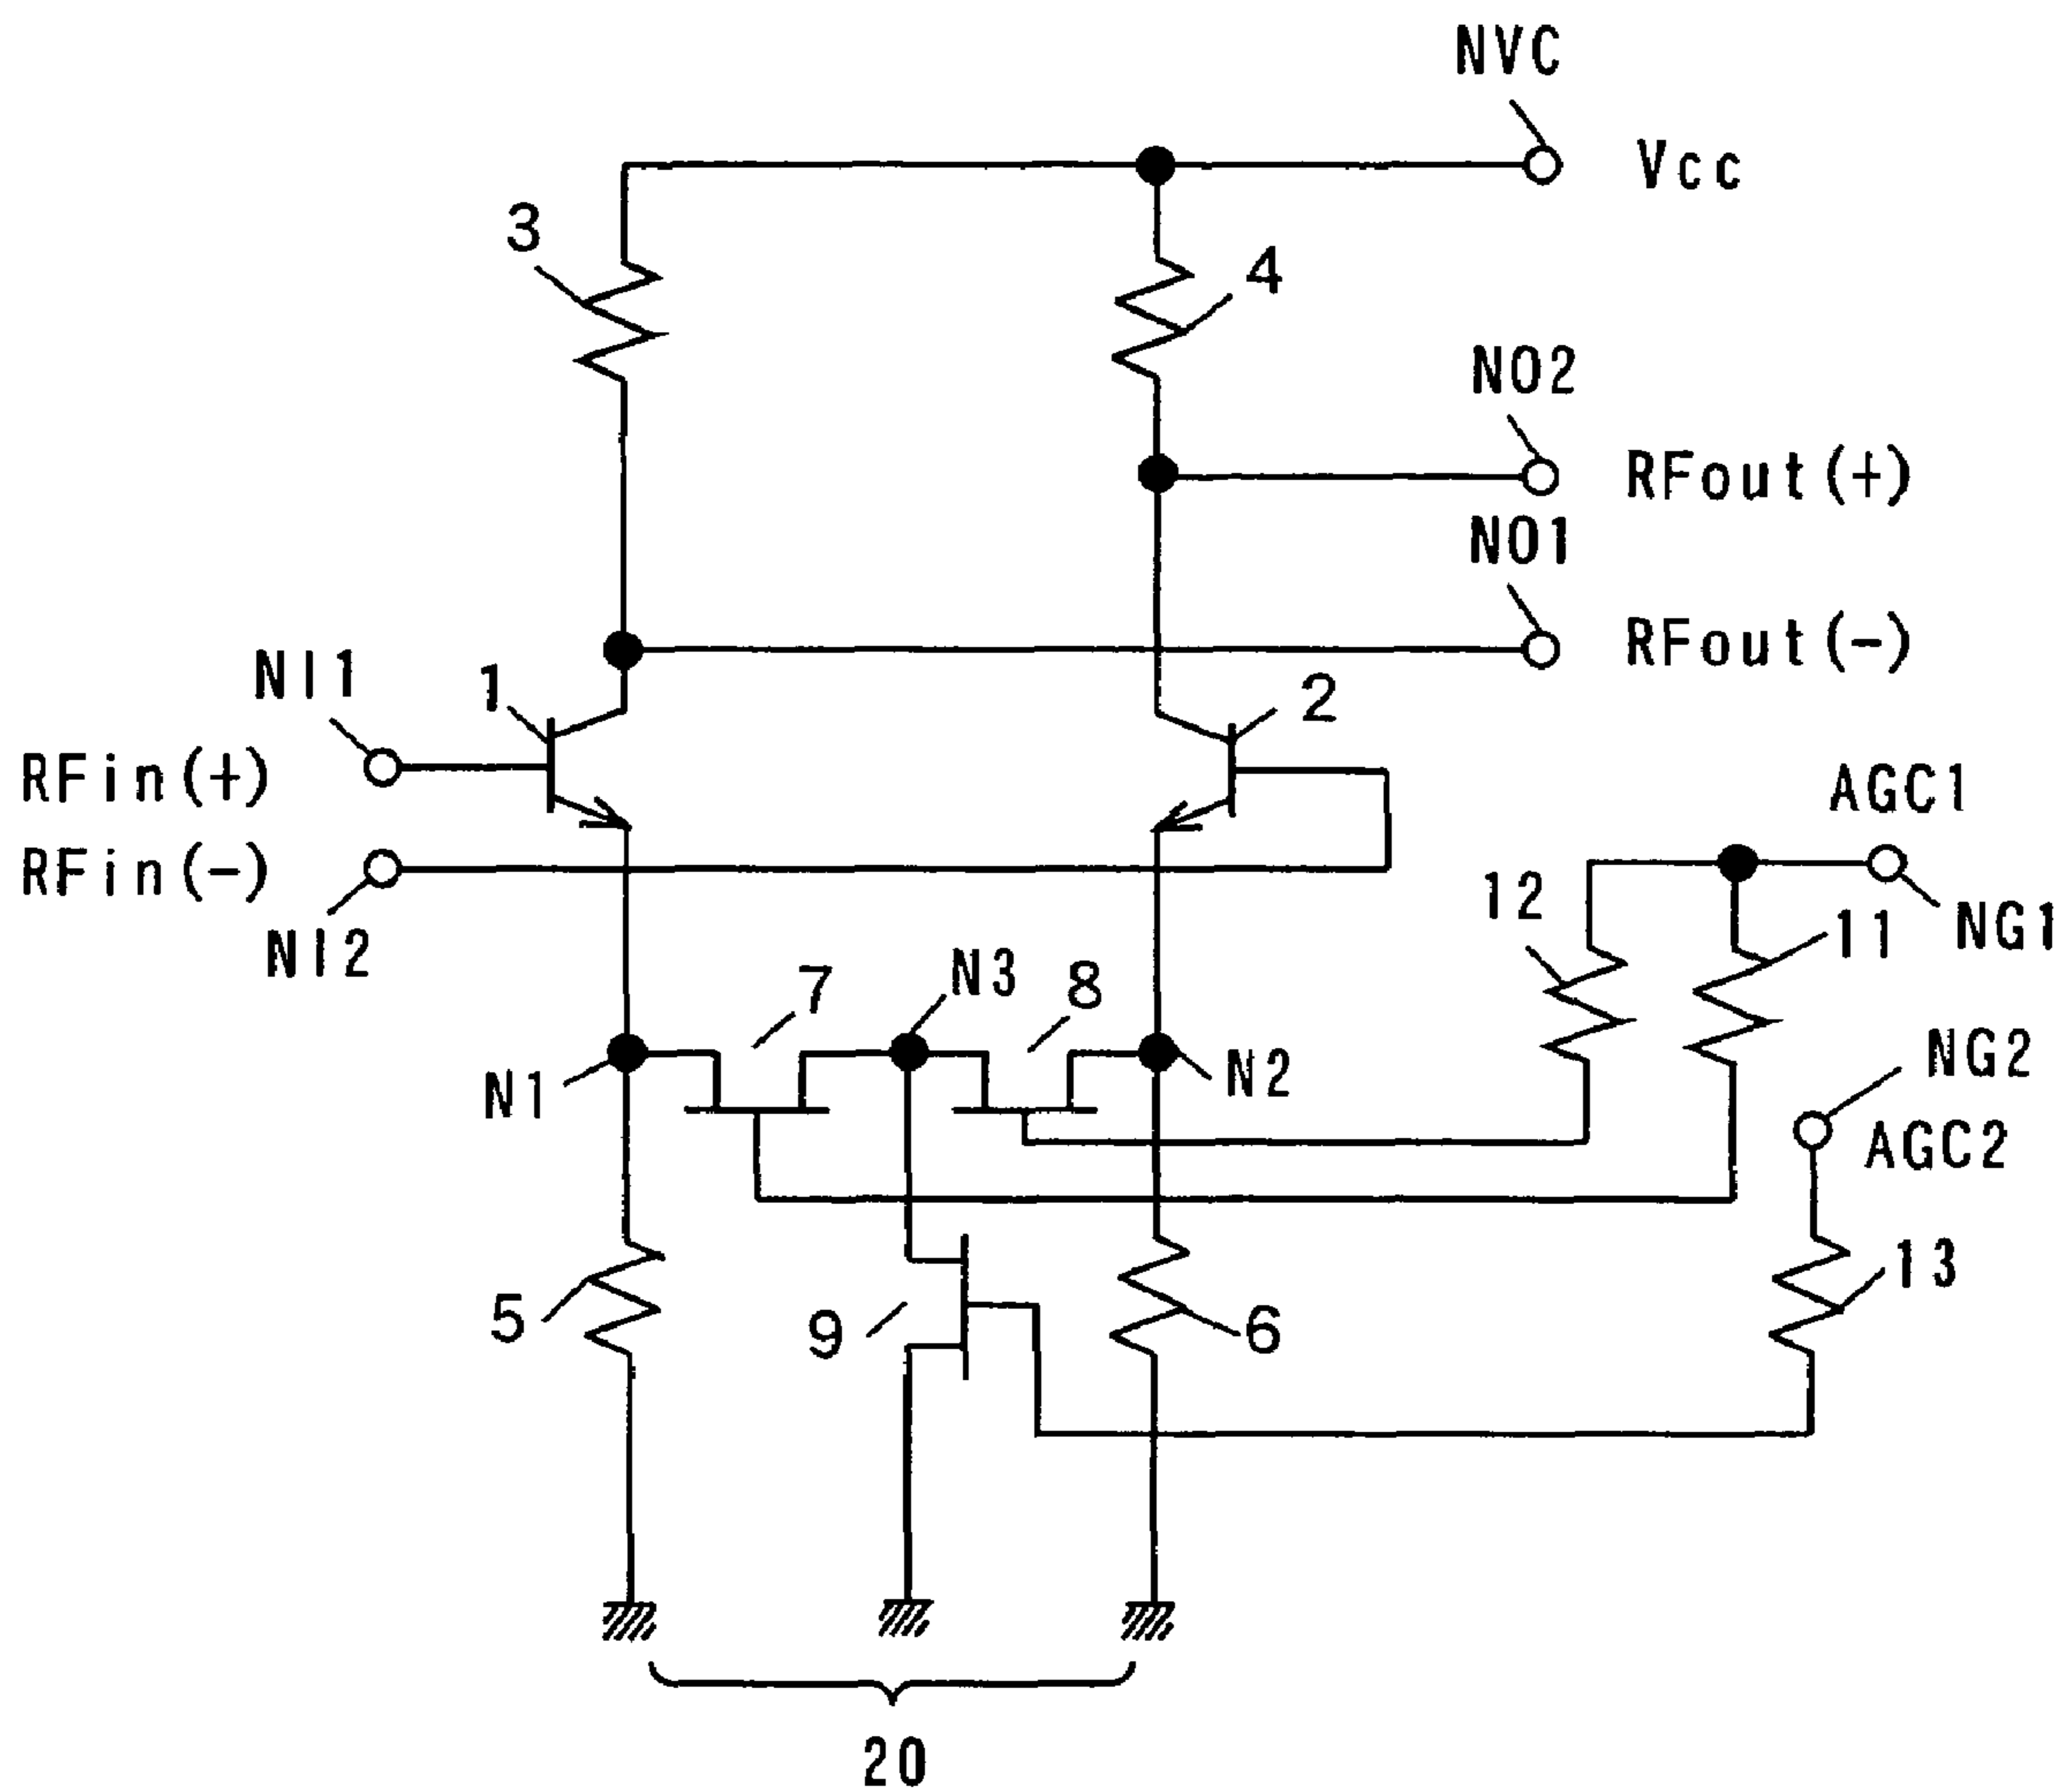 NVC
Vcc
3
4
NO2
RFout(+)
NO1
RFout(-)
NI1
1
2
RFin(+)
AGC1
RFin(-)
12
11
NG1
NI2
N3
7
8
NG2
N1
N2
AGC2
5
9
6
13
20